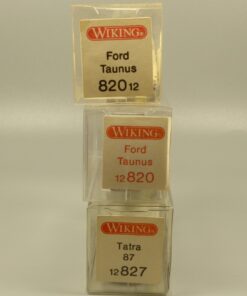 WIKING®
Ford
Taunus
820 12
WIKING®
Ford
Taunus
12 820
WIKING®
Tatra
87
12 827